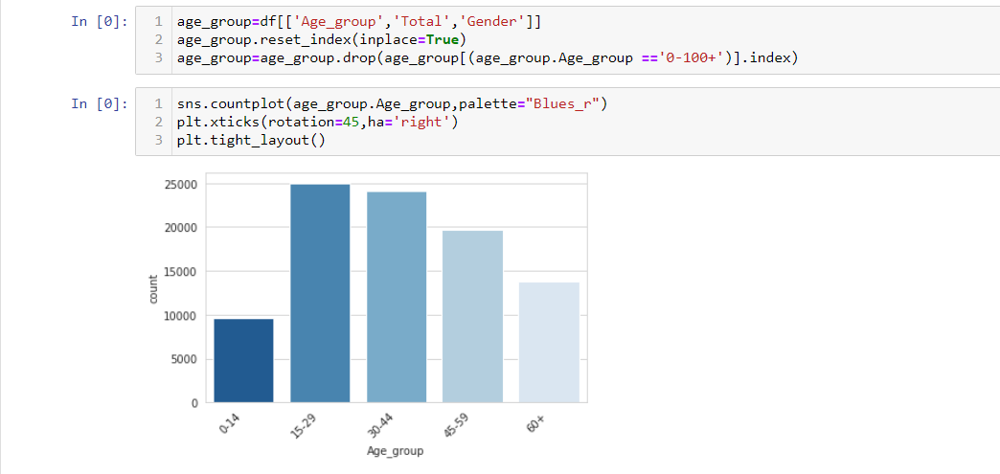 In [0]:
1 age_group=df[['Age_group','Total','Gender']]
2 age_group.reset_index(inplace=True)
3 age_group=age_group.drop(age_group[(age_group.Age_group =='0-100+')].index)
In [0]:
1 sns.countplot(age_group.Age_group,palette="Blues_r")
2 plt.xticks(rotation=45,ha='right')
3 plt.tight_layout()
25000
20000
15000
10000
5000
0
count
0-14
15-29
30-44
45-59
60+
Age_group